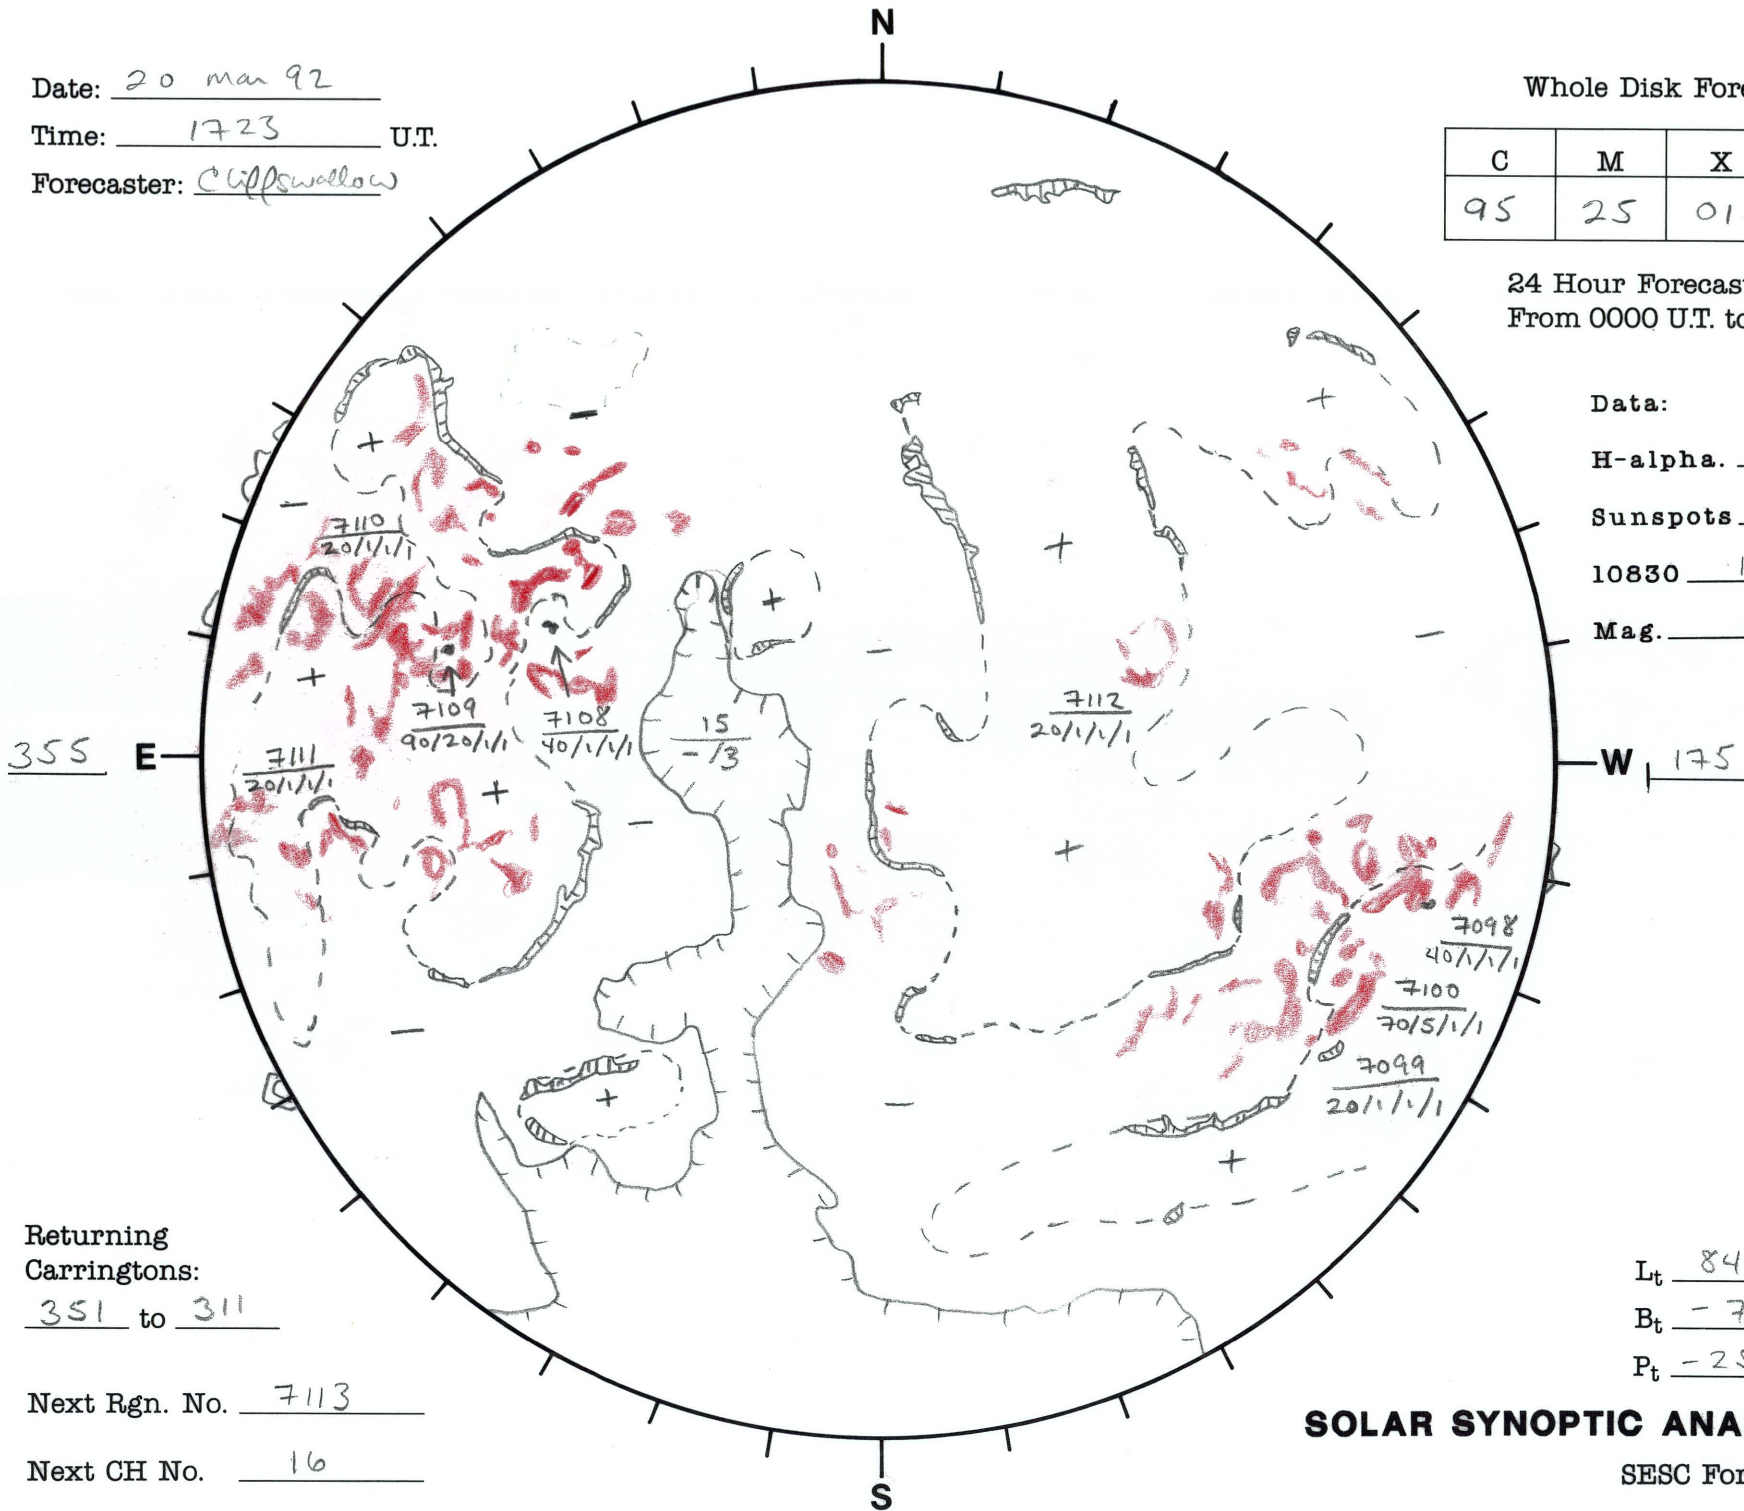 N
Date: 20 Mar 92
Time: 1723 U.T.
Forecaster: Cliffswallow
Whole Disk Fore
C M X
95 25 01
24 Hour Forecast
From 0000 U.T. to
Data:
H-alpha.
Sunspots
10830
Mag.
+
-
+
+
-
7110
20/1/1/1
+
+
-
-
+
7109
90/20/1/1
7108
40/1/1/1
15
-/3
7112
20/1/1/1
355 E
W 175
7111
20/1/1/1
+
-
+
7098
40/1/1/1
7100
70/5/1/1
7099
20/1/1/1
-
+
-
+
Returning
Carringtons:
351 to 311
Next Rgn. No. 7113
Next CH No. 16
Lt 84
Bt -7
Pt -25
SOLAR SYNOPTIC ANA
SESC For
S